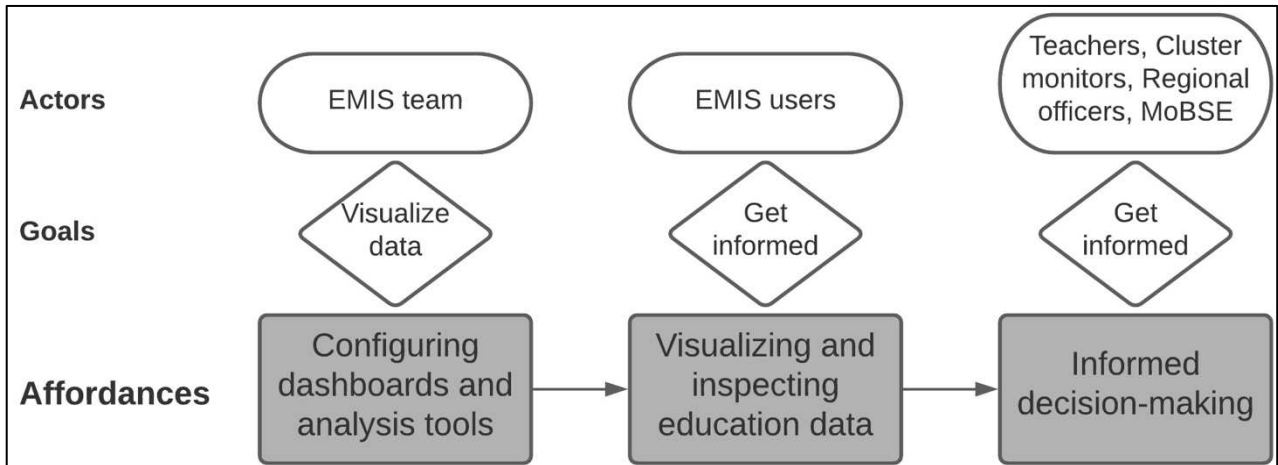 Actors
EMIS team
EMIS users
Teachers, Cluster
monitors, Regional
officers, MoBSE
Goals
Visualize
data
Get
informed
Get
informed
Affordances
Configuring
dashboards and
analysis tools
Visualizing and
inspecting
education data
Informed
decision-making